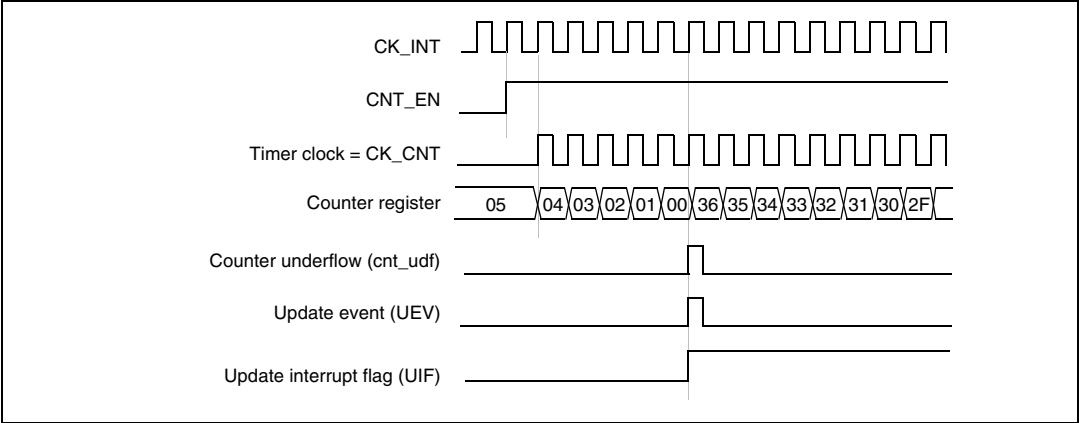 CK_INT
CNT_EN
Timer clock = CK_CNT
Counter register 05 04 03 02 01 00 36 35 34 33 32 31 30 2F
Counter underflow (cnt_udf)
Update event (UEV)
Update interrupt flag (UIF)